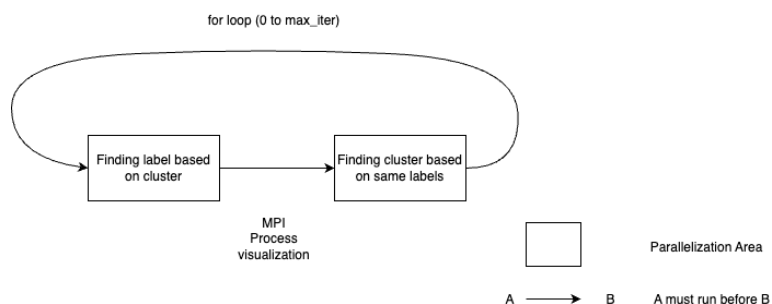 for loop (0 to max_iter)
Finding label based
on cluster
Finding cluster based
on same labels
MPI
Process
visualization
Parallelization Area
A
B
A must run before B